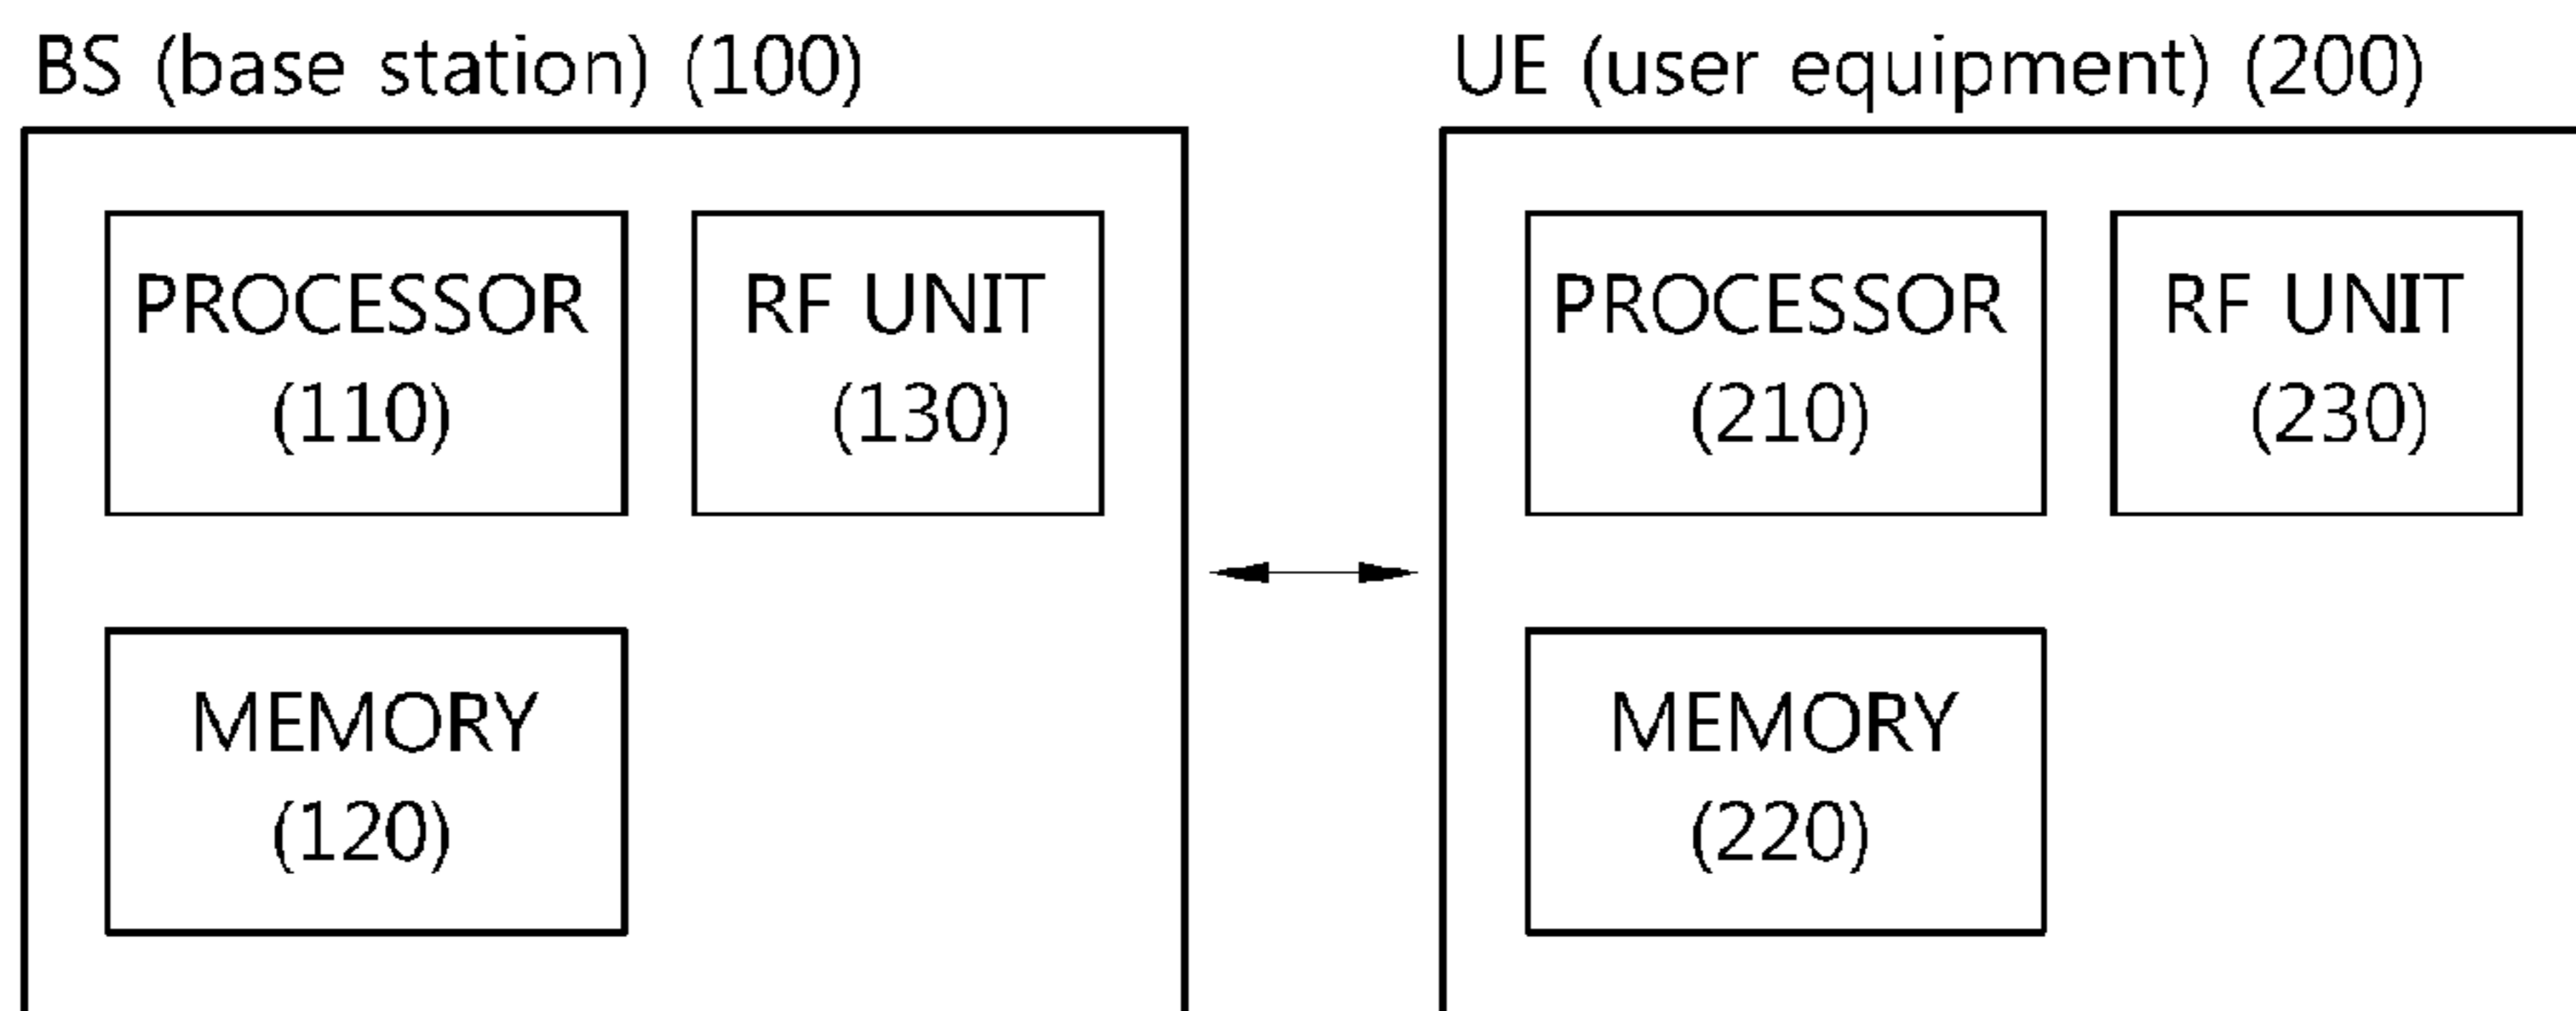 BS (base station) (100)
UE (user equipment) (200)
PROCESSOR
(110)
RF UNIT
(130)
MEMORY
(120)
PROCESSOR
(210)
RF UNIT
(230)
MEMORY
(220)